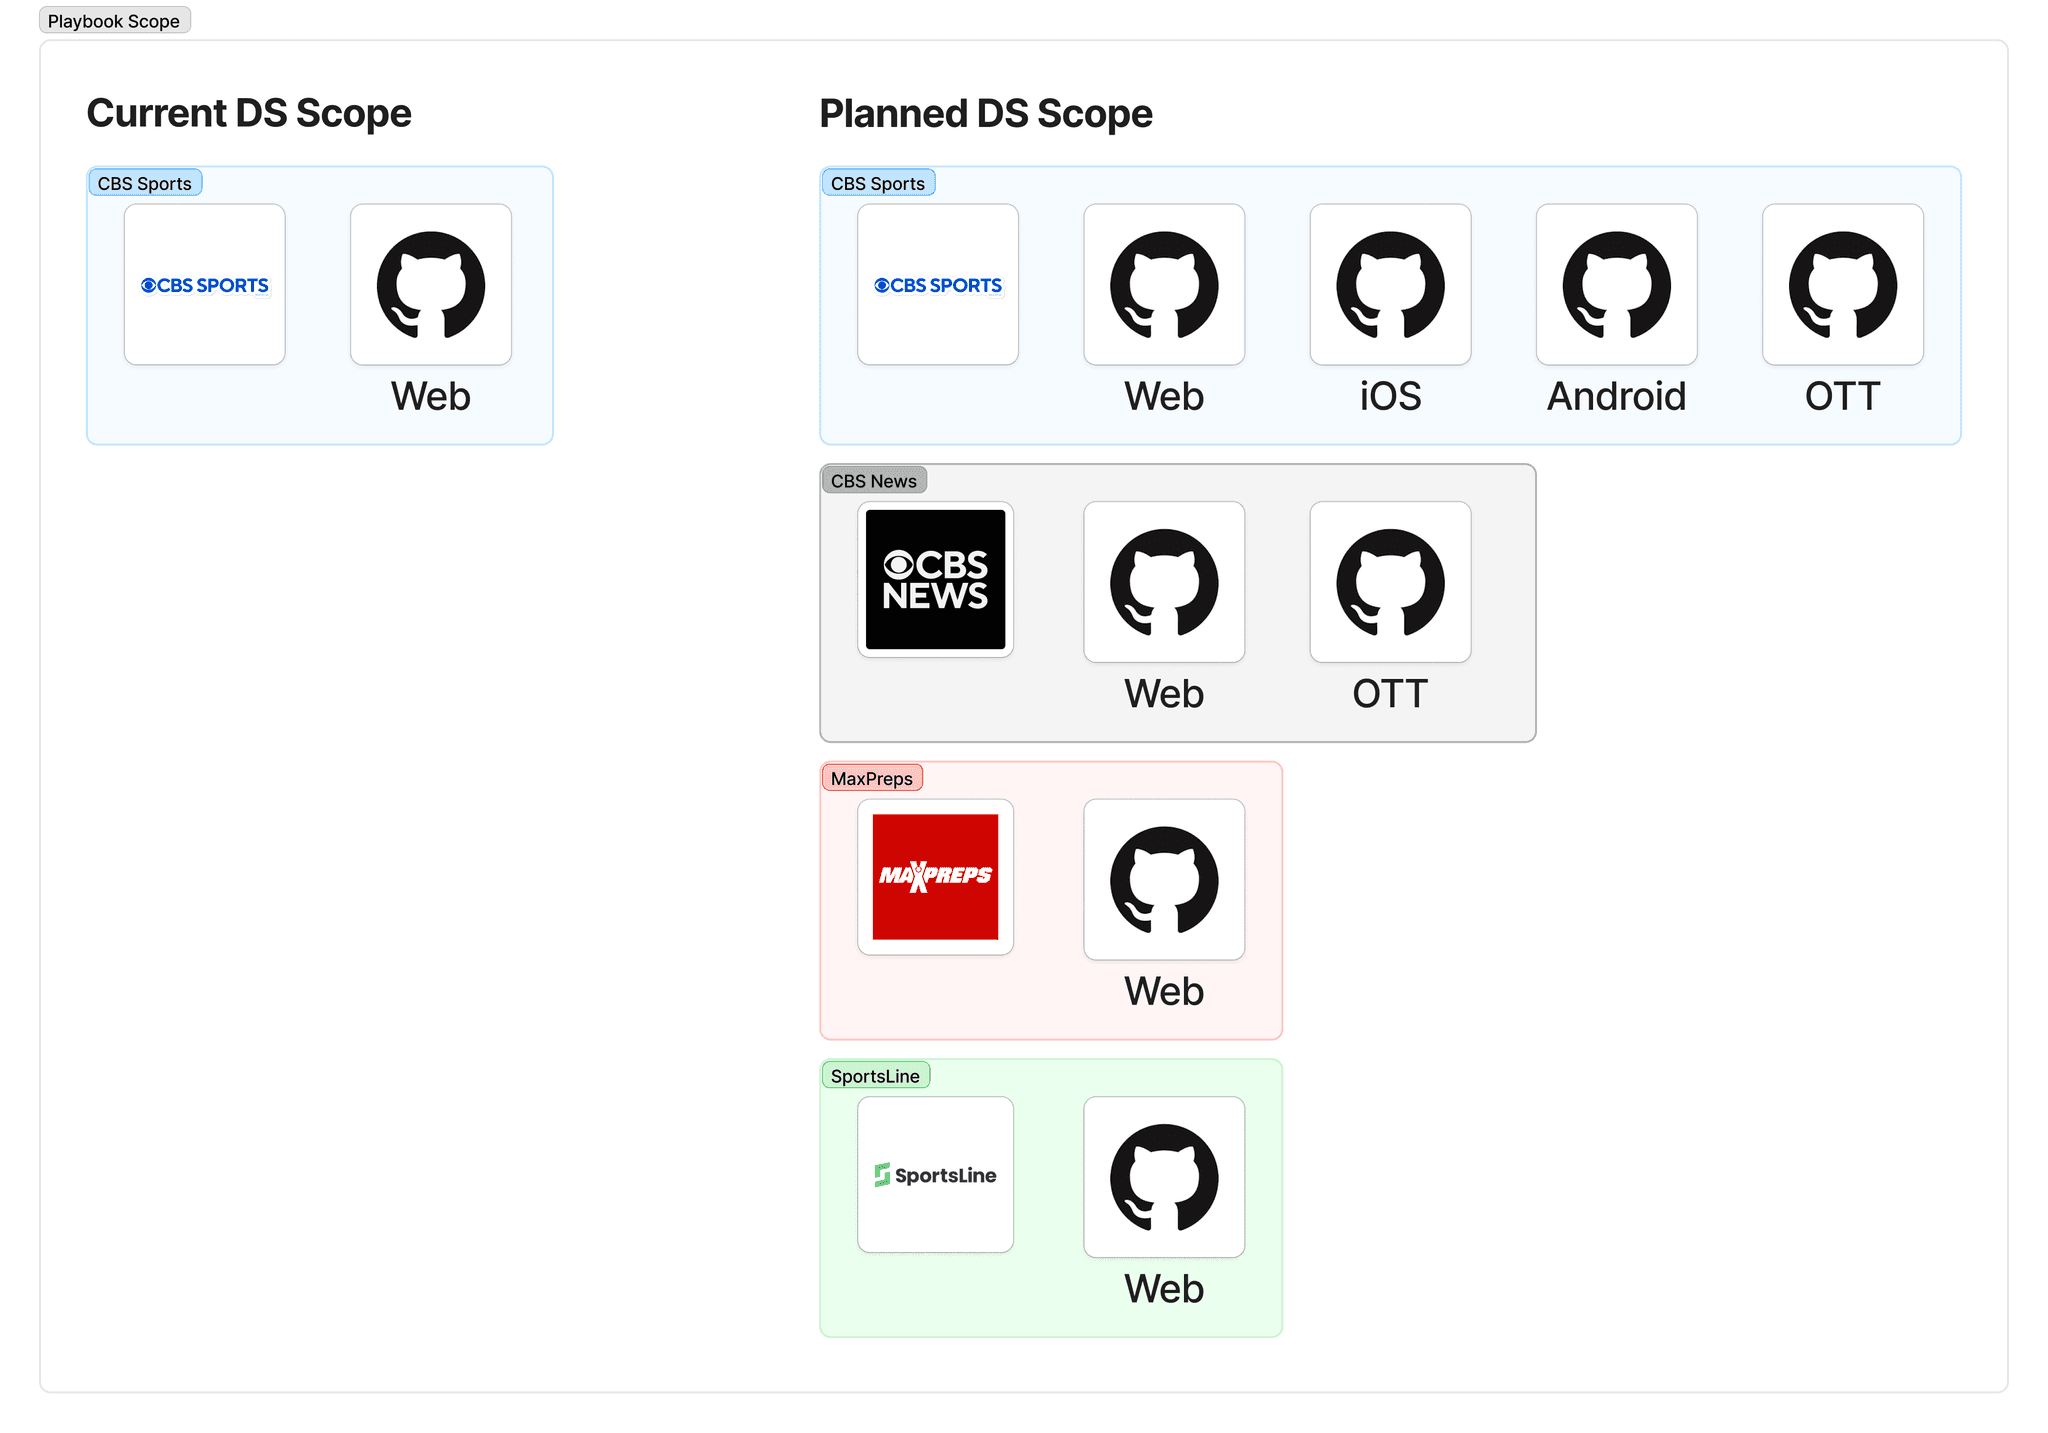 Playbook Scope
Current DS Scope
CBS Sports
CBS SPORTS
Web
Planned DS Scope
CBS Sports
CBS SPORTS
Web
iOS
Android
OTT
CBS News
CBS
NEWS
Web
OTT
MaxPreps
MAXPREPS
Web
SportsLine
SportsLine
Web